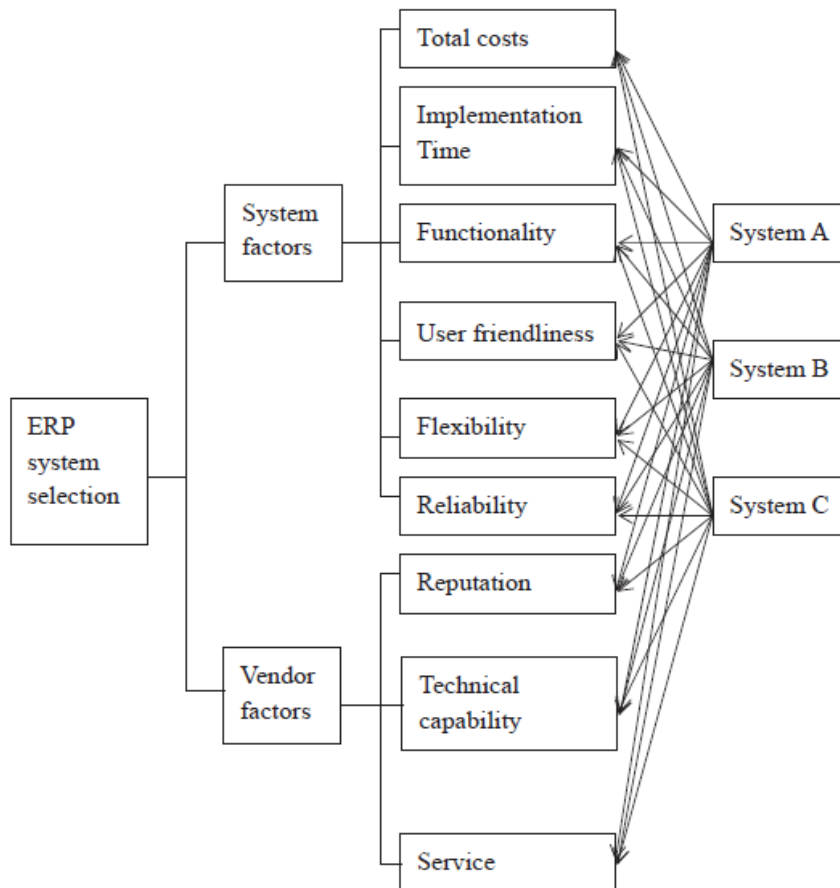 Total costs
Implementation
Time
System
factors
Functionality
System A
User friendliness
System B
ERP
system
selection
Flexibility
Reliability
System C
Reputation
Vendor
factors
Technical
capability
Service